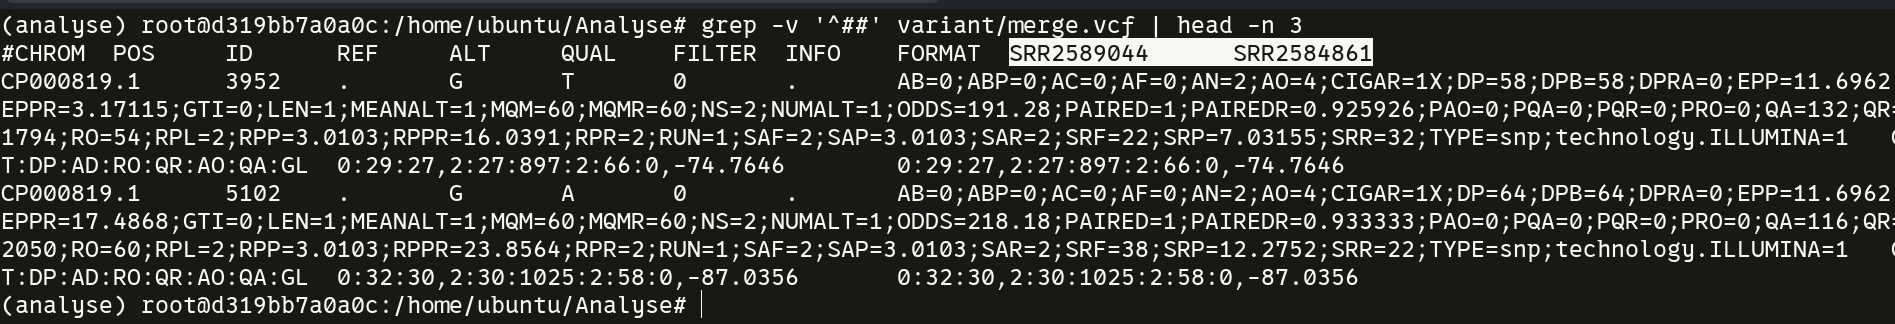 (analyse) root@d319bb7a0a0c:/home/ubuntu/Analyse# grep -v '^##' variant/merge.vcf | head -n 3
#CHROM  POS     ID      REF     ALT     QUAL    FILTER  INFO    FORMAT  SRR2589044      SRR2584861
CP000819.1      3952    .       G       T       0       .       AB=0;ABP=0;AC=0;AF=0;AN=2;AO=4;CIGAR=1X;DP=58;DPB=58;DPRA=0;EPP=11.6962
EPPR=3.17115;GTI=0;LEN=1;MEANALT=1;MQM=60;MQMR=60;NS=2;NUMALT=1;ODDS=191.28;PAIRED=1;PAIREDR=0.925926;PAO=0;PQA=0;PQR=0;PRO=0;QA=132;QR=
1794;RO=54;RPL=2;RPP=3.0103;RPPR=16.0391;RPR=2;RUN=1;SAF=2;SAP=3.0103;SAR=2;SRF=22;SRP=7.03155;SRR=32;TYPE=snp;technology.ILLUMINA=1
T:DP:AD:RO:QR:AO:QA:GL  0:29:27,2:27:897:2:66:0,-74.7646        0:29:27,2:27:897:2:66:0,-74.7646
CP000819.1      5102    .       G       A       0       .       AB=0;ABP=0;AC=0;AF=0;AN=2;AO=4;CIGAR=1X;DP=64;DPB=64;DPRA=0;EPP=11.6962
EPPR=17.4868;GTI=0;LEN=1;MEANALT=1;MQM=60;MQMR=60;NS=2;NUMALT=1;ODDS=218.18;PAIRED=1;PAIREDR=0.933333;PAO=0;PQA=0;PQR=0;PRO=0;QA=116;QR=
2050;RO=60;RPL=2;RPP=3.0103;RPPR=23.8564;RPR=2;RUN=1;SAF=2;SAP=3.0103;SAR=2;SRF=38;SRP=12.2752;SRR=22;TYPE=snp;technology.ILLUMINA=1
T:DP:AD:RO:QR:AO:QA:GL  0:32:30,2:30:1025:2:58:0,-87.0356       0:32:30,2:30:1025:2:58:0,-87.0356
(analyse) root@d319bb7a0a0c:/home/ubuntu/Analyse#